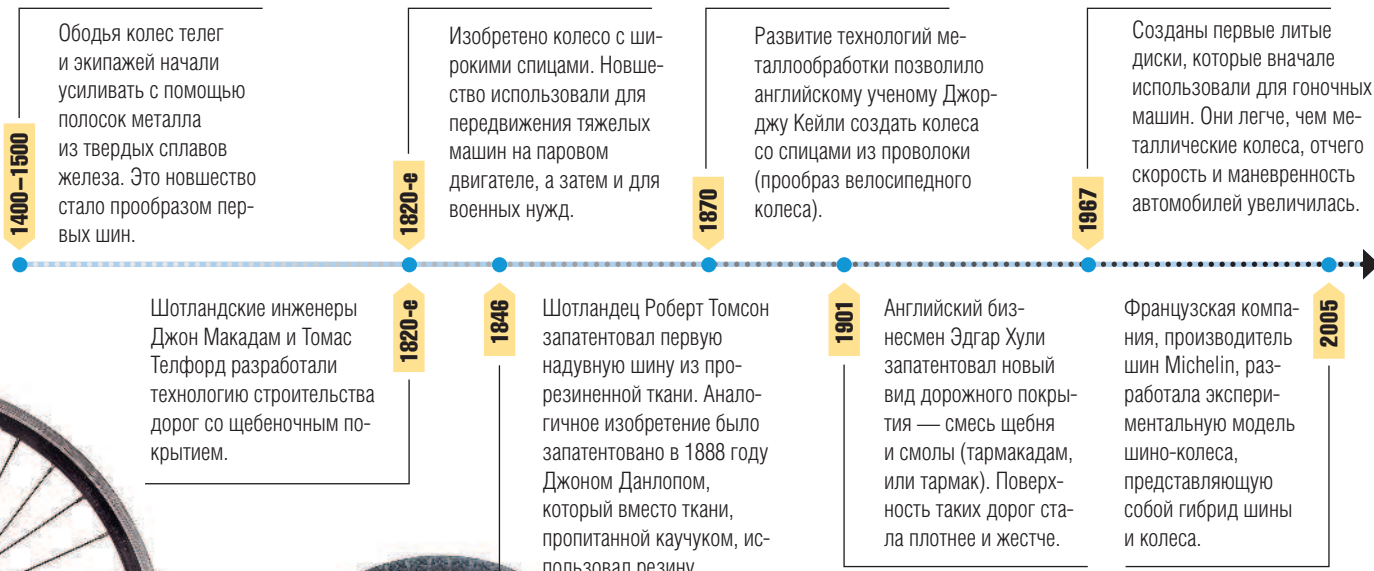 1400–1500
Ободья колес телег
и экипажей начали
усиливать с помощью
полосок металла
из твердых сплавов
железа. Это новшество
стало прообразом пер-
вых шин.
1820-е
Изобретено колесо с ши-
рокими спицами. Новше-
ство использовали для
передвижения тяжелых
машин на паровом
двигателе, а затем и для
военных нужд.
1870
Развитие технологий ме-
таллообработки позволило
английскому ученому Джор-
джу Кейли создать колеса
со спицами из проволоки
(прообраз велосипедного
колеса).
1967
Созданы первые литые
диски, которые вначале
использовали для гоночных
машин. Они легче, чем ме-
таллические колеса, отчего
скорость и маневренность
автомобилей увеличилась.
Шотландские инженеры
Джон Макадам и Томас
Телфорд разработали
технологию строительства
дорог со щебеночным по-
крытием.
1820-е
1846
Шотландец Роберт Томсон
запатентовал первую
надувную шину из про-
резиненной ткани. Анало-
гичное изобретение было
запатентовано в 1888 году
Джоном Данлопом,
который вместо ткани,
пропитанной каучуком, ис-
пользовал резину
1901
Английский биз-
несмен Эдгар Хули
запатентовал новый
вид дорожного покры-
тия — смесь щебня
и смолы (тармакадам,
или тармак). Поверх-
ность таких дорог ста-
ла плотнее и жестче.
Французская компа-
ния, производитель
шин Michelin, раз-
работала экспери-
ментальную модель
шино-колеса,
представляющую
собой гибрид шины
и колеса.
2005